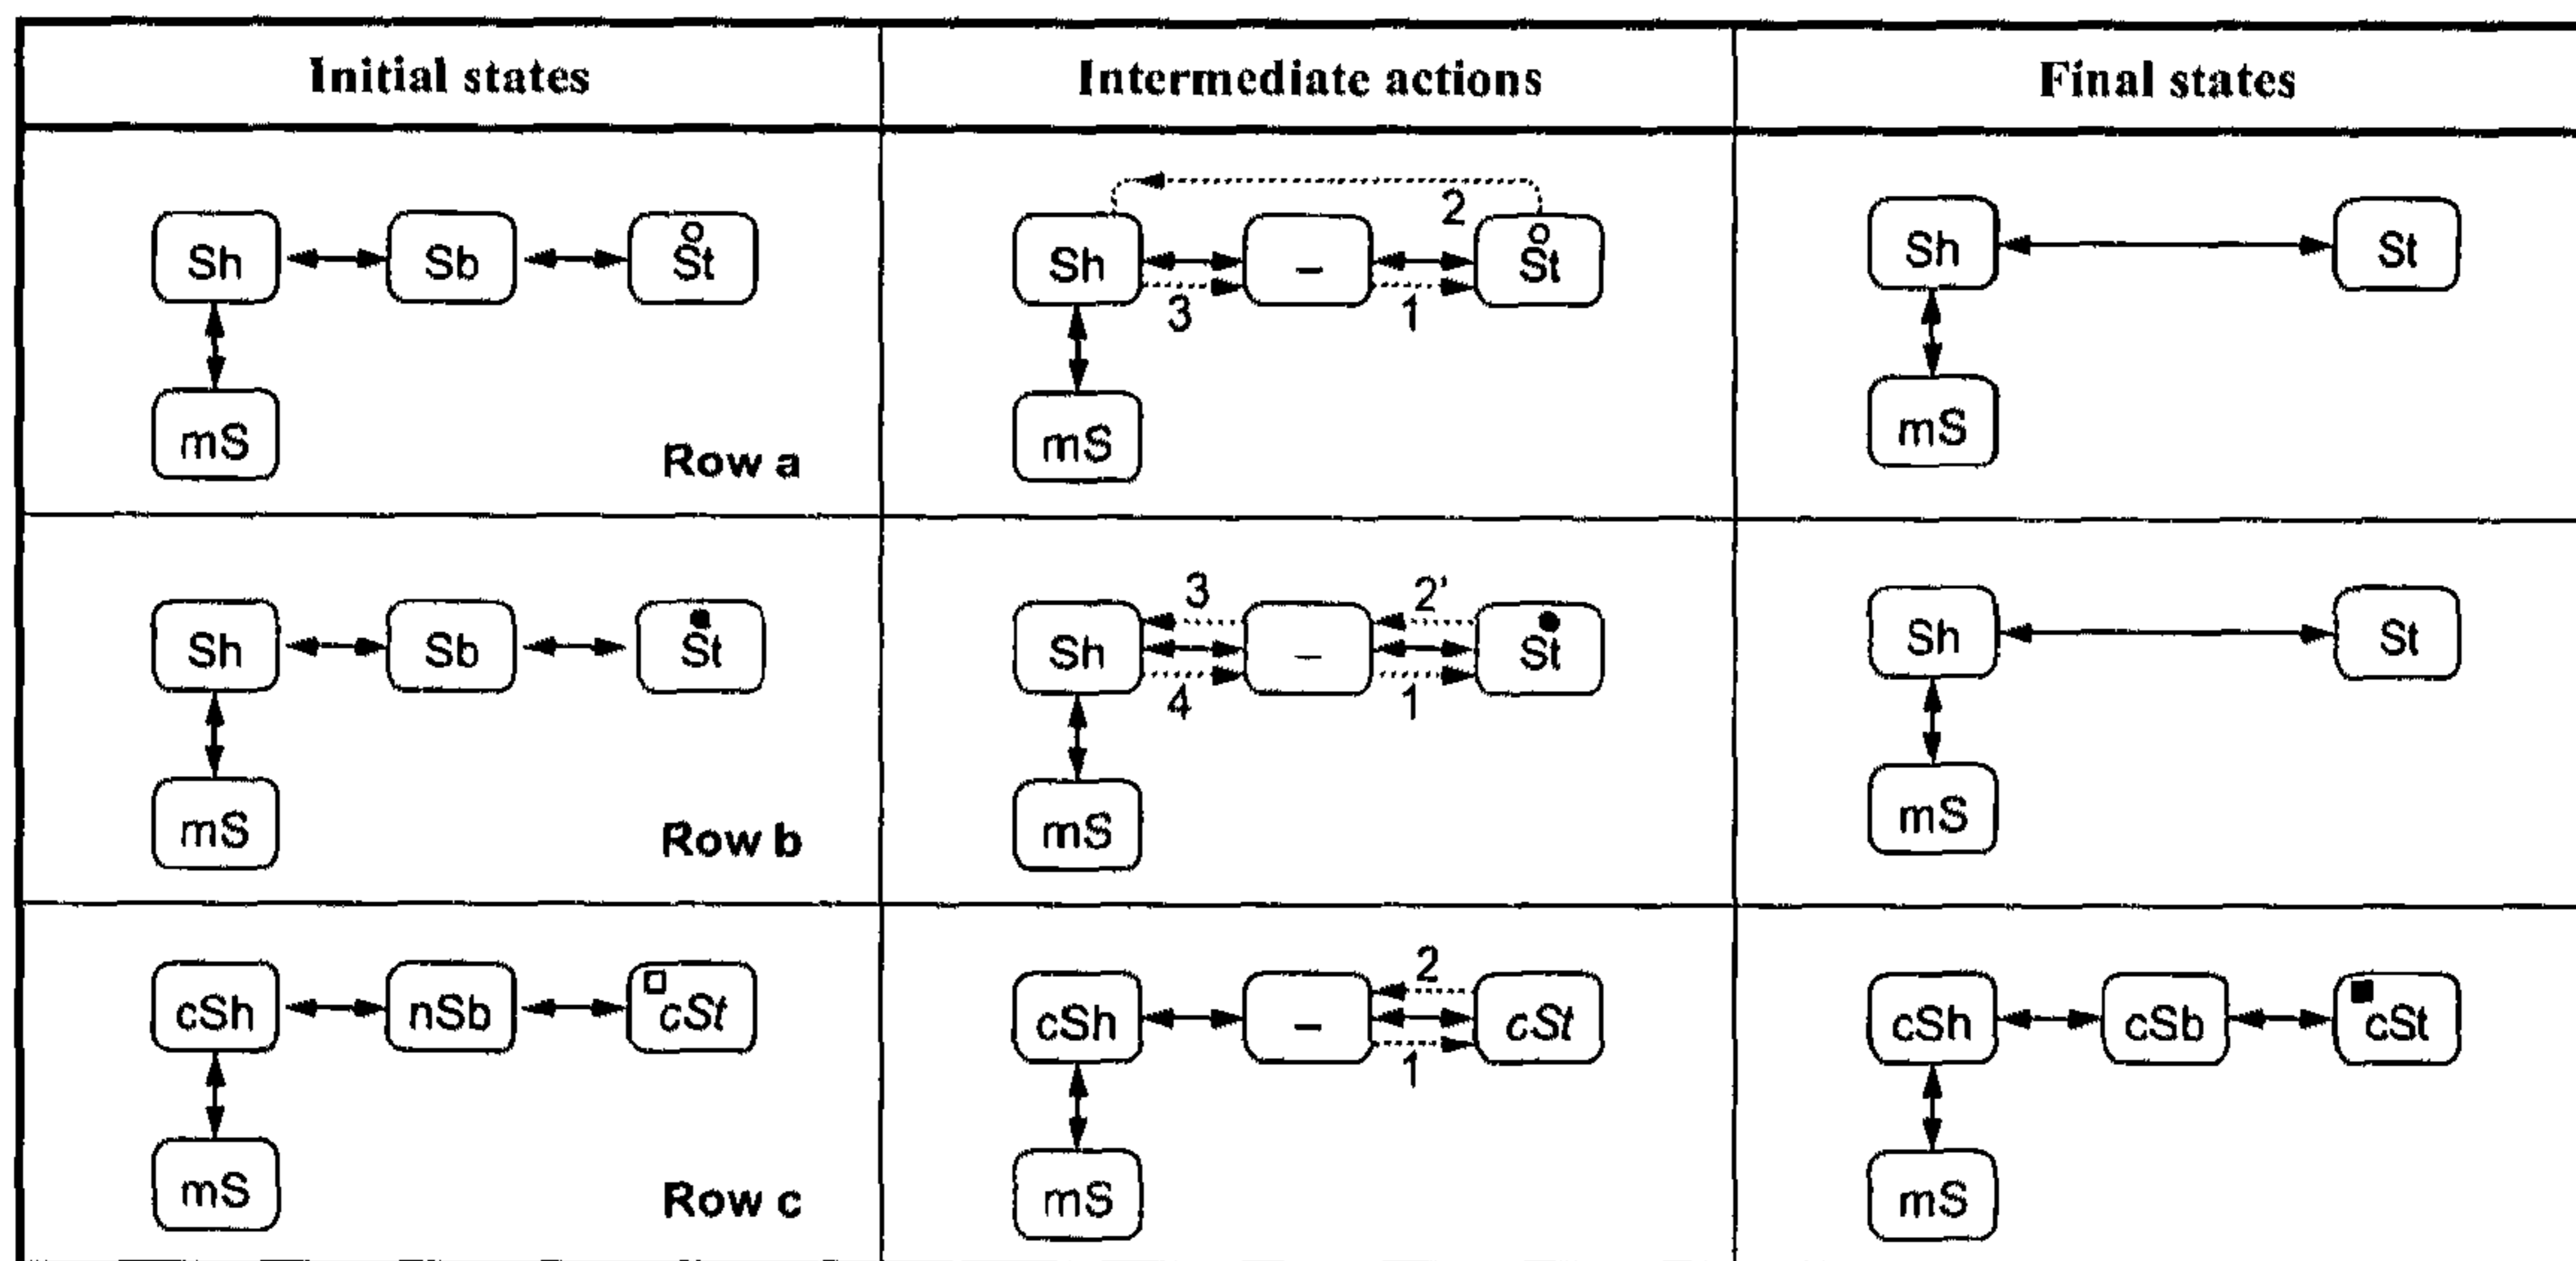 Initial states Intermediate actions Final states
2
Sh Sb St Sh – St Sh St
3 1
mS mS mS
Row a
3 2'
Sh Sb St Sh – St Sh St
4 1
mS mS mS
Row b
2
cSh nSb cSt cSh – cSt cSh cSb cSt
1
mS mS mS
Row c